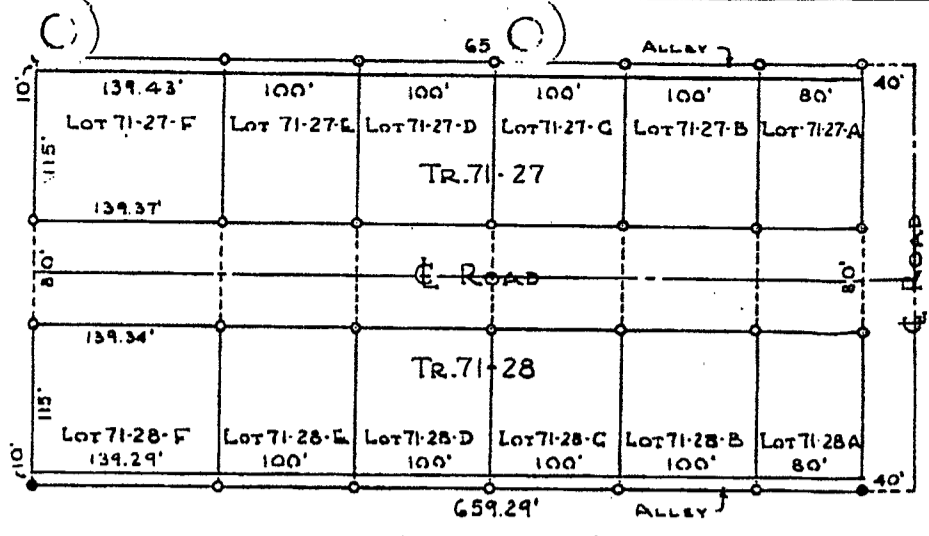 65
ALLEY
10'
139.43' 100' 100' 100' 100' 80' 40'
LOT 71-27-F LOT 71-27-E LOT 71-27-D LOT 71-27-C LOT 71-27-B LOT 71-27-A
115'
TR. 71-27
139.37'
80' ℄ ROAD 80' ℄ ROAD
139.34'
TR. 71-28
115'
LOT 71-28-F LOT 71-28-E LOT 71-28-D LOT 71-28-C LOT 71-28-B LOT 71-28A
10' 139.29' 100' 100' 100' 100' 80' 40'
659.29' ALLEY